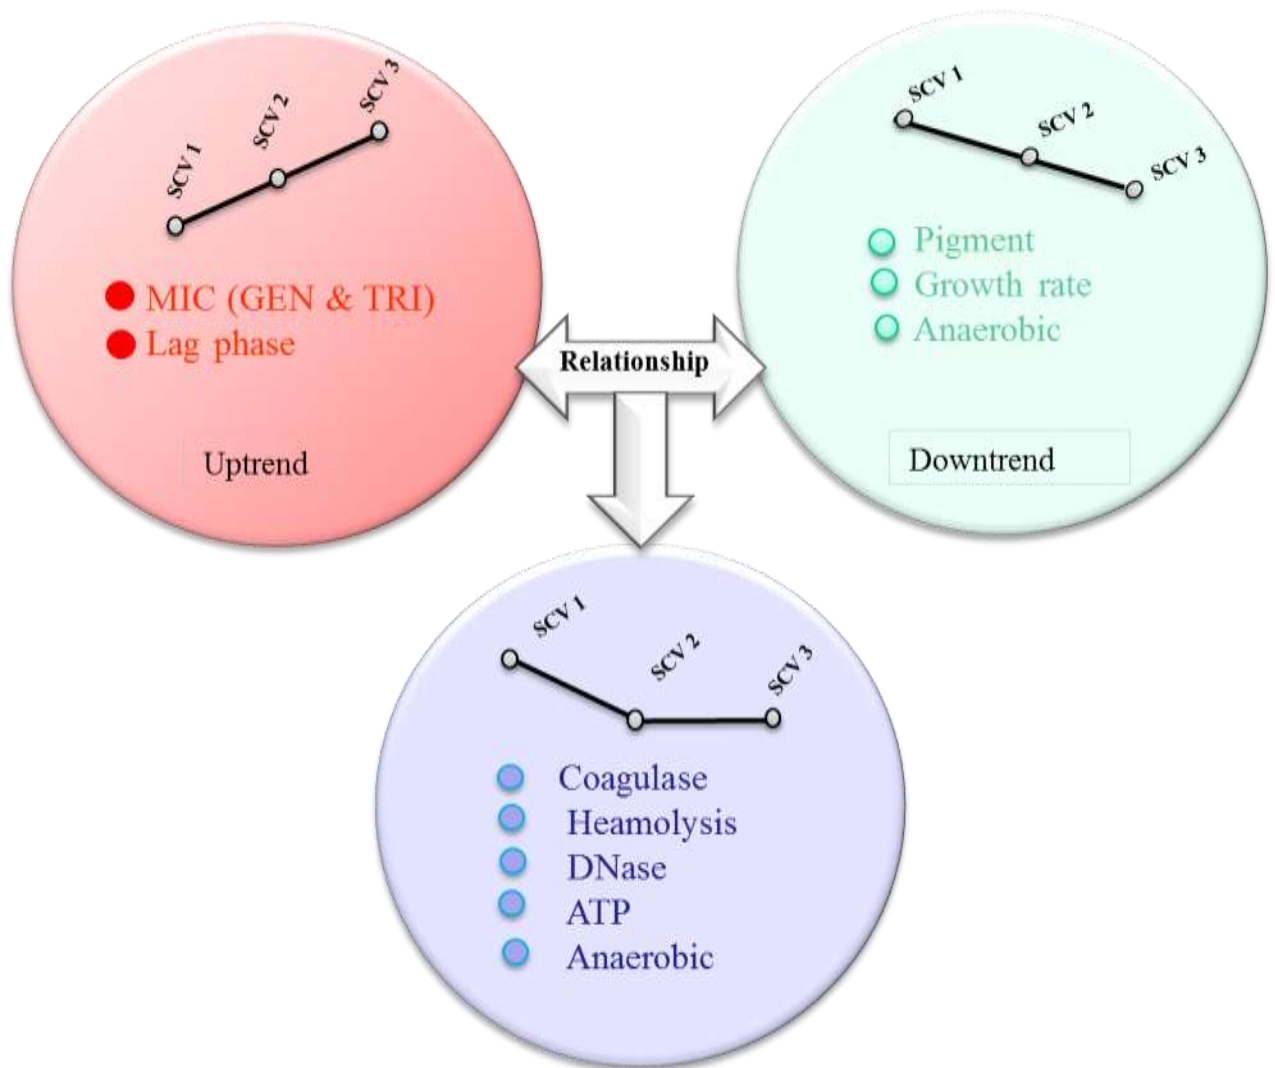 SCV 1
SCV 2
SCV 3
MIC (GEN & TRI)
Lag phase
Uptrend
SCV 1
SCV 2
SCV 3
Pigment
Growth rate
Anaerobic
Downtrend
Relationship
SCV 1
SCV 2
SCV 3
Coagulase
Heamolysis
DNase
ATP
Anaerobic